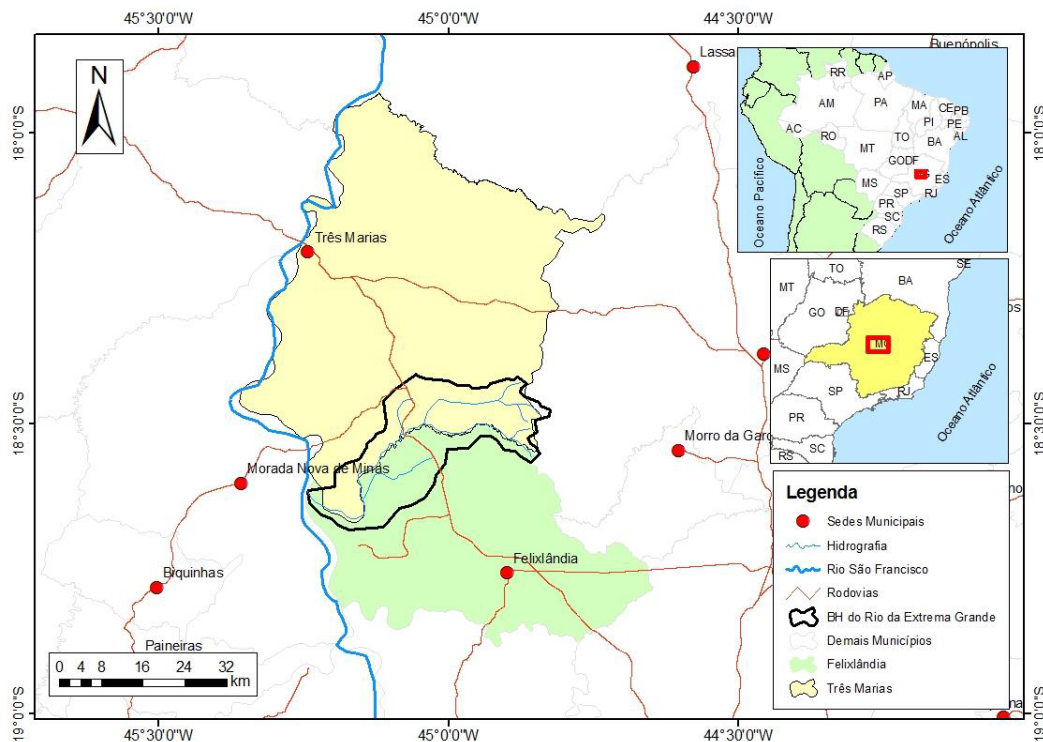 45°30'0"W
45°0'0"W
44°30'0"W
18°0'0"S
18°0'0"S
N
Lassa
Buenópolis
Três Marias
18°30'0"S
18°30'0"S
Morada Nova de Minas
Morro da Garç
Biquinhas
Felixlândia
Paineiras
0 4 8 16 24 32
km
19°0'0"S
19°0'0"S
45°30'0"W
45°0'0"W
44°30'0"W
RR
AP
AM
PA
MA
CE
PB
PI
PE
AL
AC
RO
TO
BA
MT
GO
DF
ES
MS
SP
RJ
PR
SC
RS
Oceano Pacífico
Oceano Atlântico
TO
SE
BA
MT
GO
DF
MG
ES
MS
SP
RJ
PR
SC
RS
Oceano Atlântico
Legenda
Sedes Municipais
Hidrografia
Rio São Francisco
Rodovias
BH do Rio da Extrema Grande
Demais Municípios
Felixlândia
Três Marias